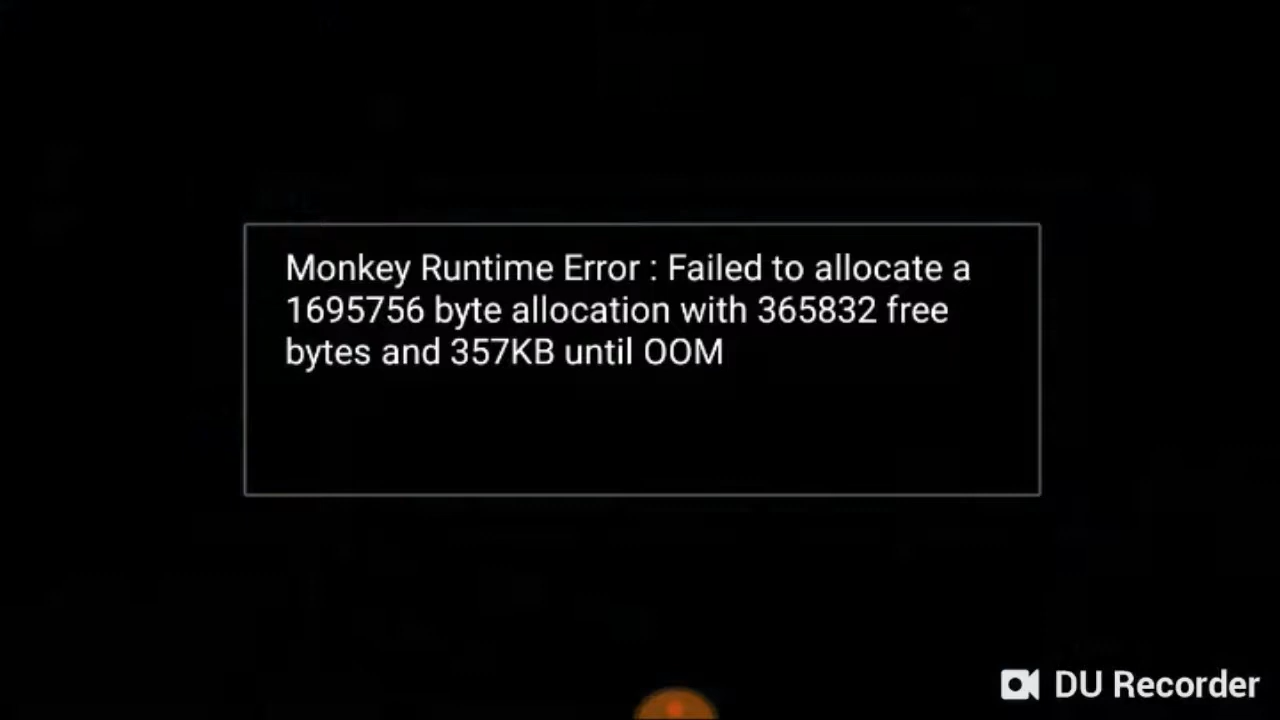 Monkey Runtime Error : Failed to allocate a
1695756 byte allocation with 365832 free
bytes and 357KB until OOM
DU Recorder